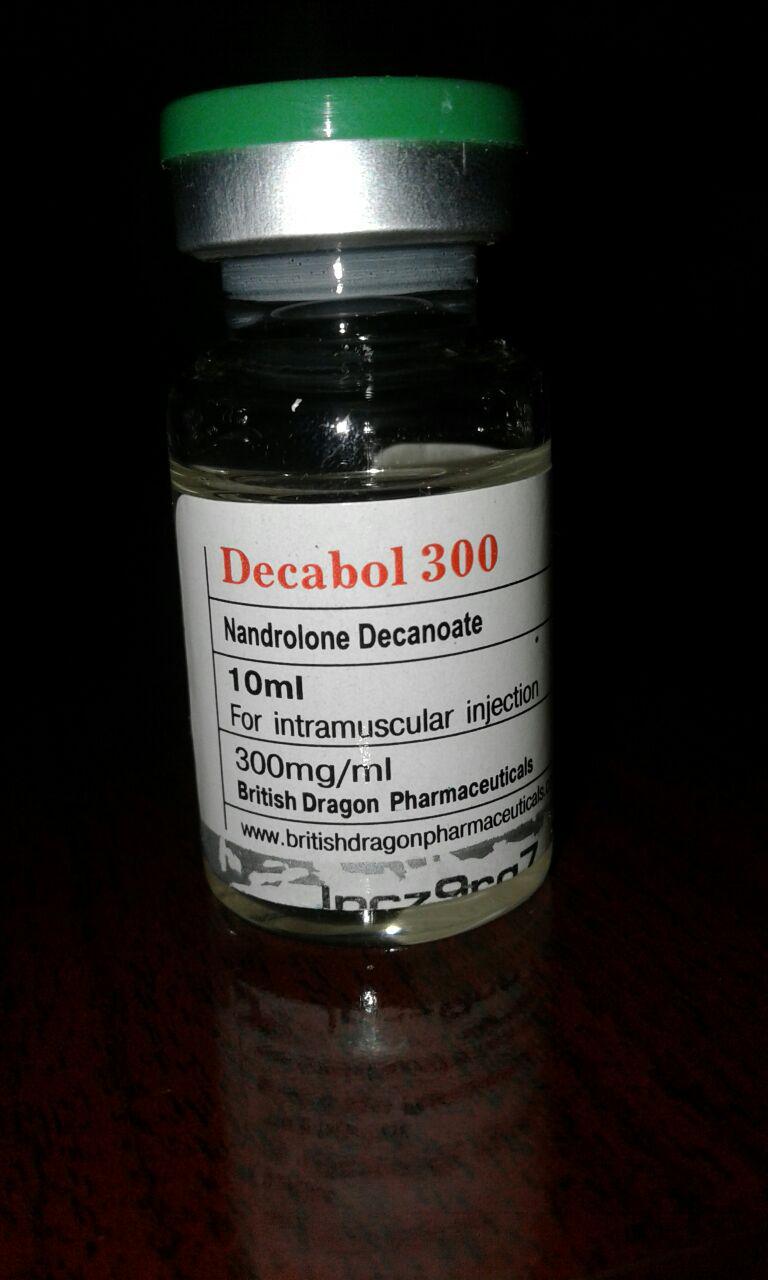 Decabol 300
Nandrolone Decanoate
10ml
For intramuscular injection
300mg/ml
British Dragon Pharmaceuticals
www.britishdragonpharmaceuticals.